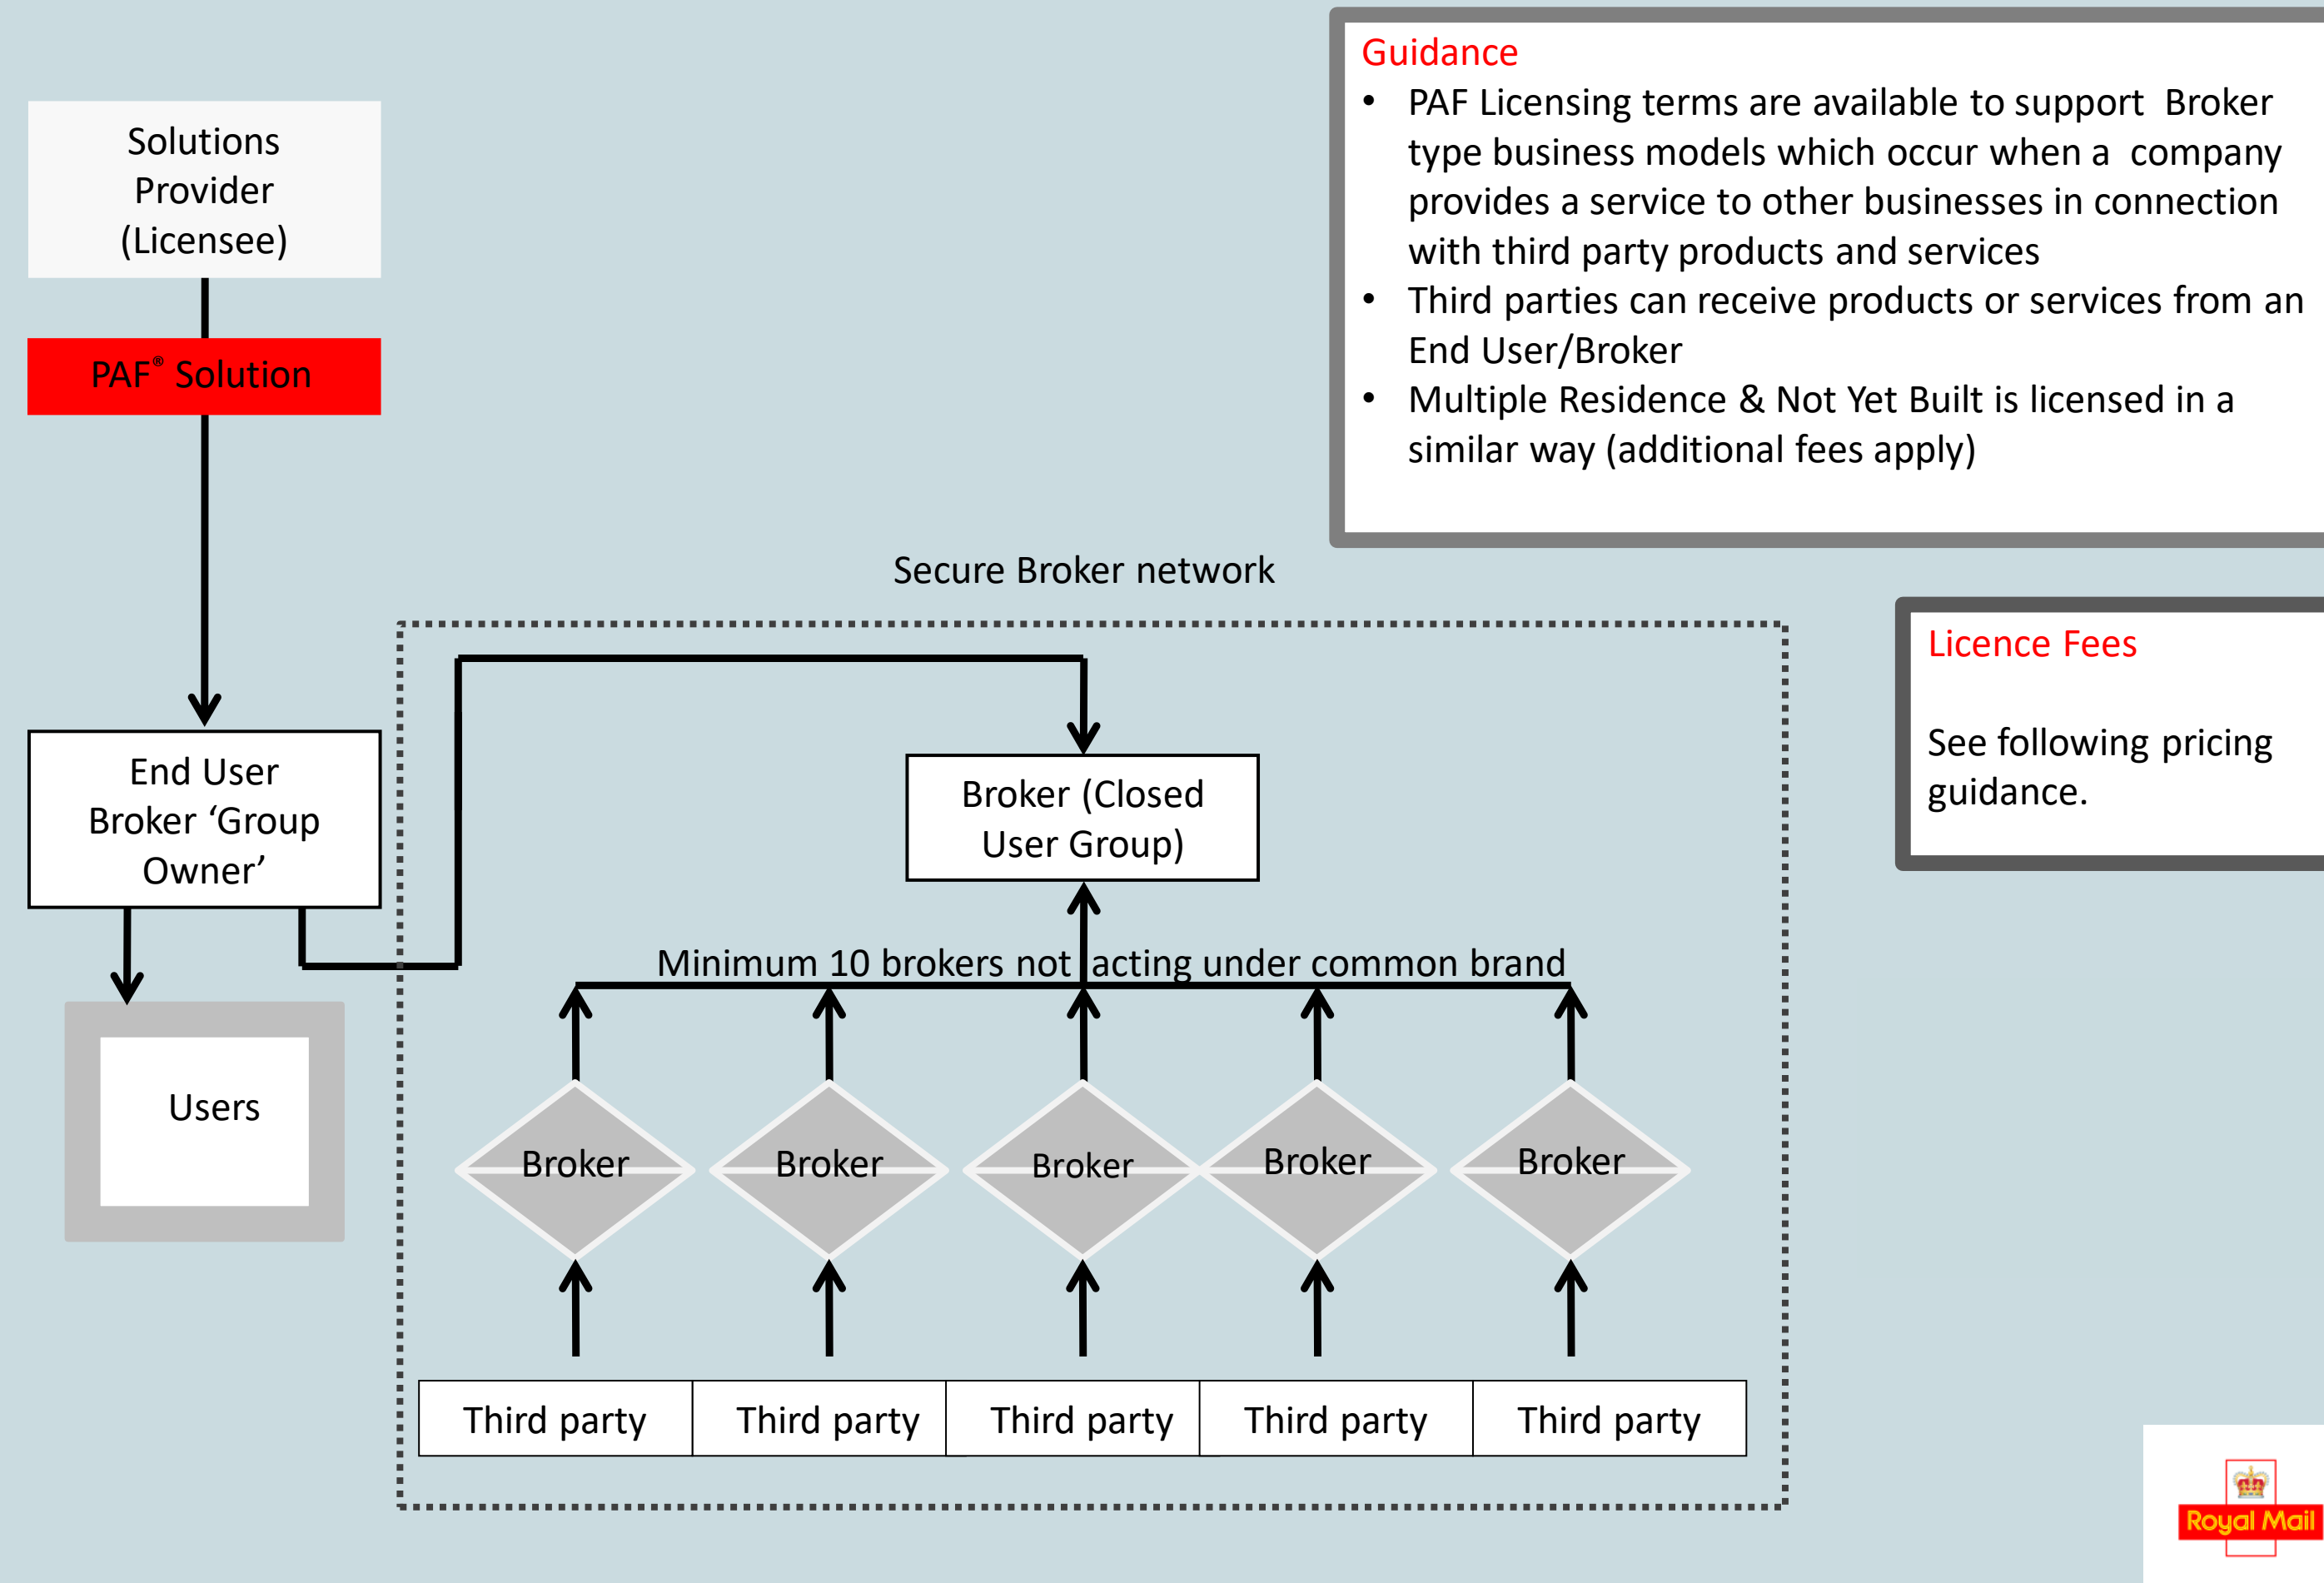 Guidance
• PAF Licensing terms are available to support Broker
type business models which occur when a company
provides a service to other businesses in connection
with third party products and services
• Third parties can receive products or services from an
End User/Broker
• Multiple Residence & Not Yet Built is licensed in a
similar way (additional fees apply)
Solutions
Provider
(Licensee)
PAF® Solution
Secure Broker network
Licence Fees
See following pricing
guidance.
End User
Broker ‘Group
Owner’
Broker (Closed
User Group)
Minimum 10 brokers not acting under common brand
Users
Broker
Broker
Broker
Broker
Broker
Third party
Third party
Third party
Third party
Third party
Royal Mail